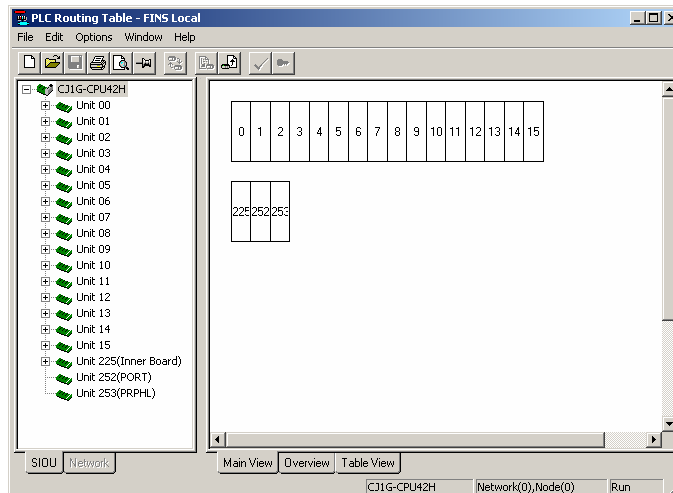 PLC Routing Table - FINS Local
File Edit Options Window Help
CJ1G-CPU42H
Unit 00
Unit 01
Unit 02
Unit 03
Unit 04
Unit 05
Unit 06
Unit 07
Unit 08
Unit 09
Unit 10
Unit 11
Unit 12
Unit 13
Unit 14
Unit 15
Unit 225(Inner Board)
Unit 252(PORT)
Unit 253(PRPHL)
0 1 2 3 4 5 6 7 8 9 10 11 12 13 14 15
225 252 253
SIOU Network
Main View Overview Table View
CJ1G-CPU42H Network(0),Node(0) Run